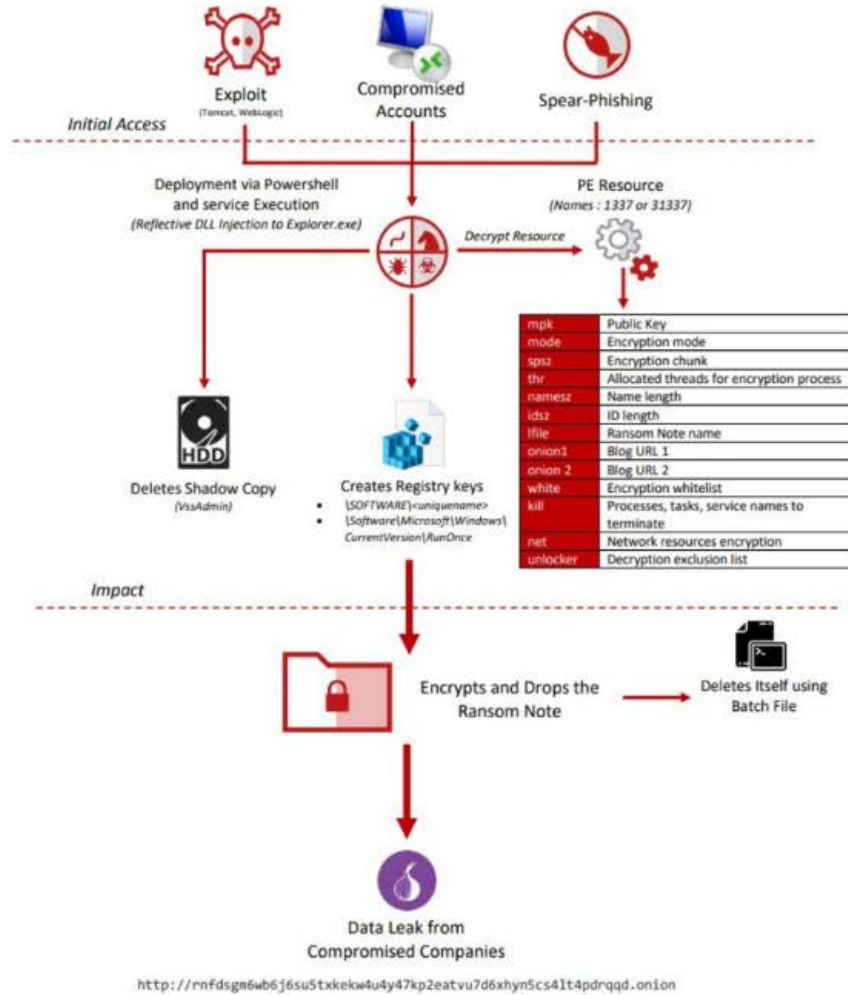 Exploit
(Tomcat, WebLogic)
Compromised
Accounts
Spear-Phishing
Initial Access
Deployment via Powershell
and service Execution
(Reflective DLL Injection to Explorer.exe)
PE Resource
(Names : 1337 or 31337)
Decrypt Resource
mpk Public Key
mode Encryption mode
spsz Encryption chunk
thr Allocated threads for encryption process
namesz Name length
idsz ID length
lfile Ransom Note name
onion1 Blog URL 1
onion 2 Blog URL 2
white Encryption whitelist
kill Processes, tasks, service names to
terminate
net Network resources encryption
unlocker Decryption exclusion list
HDD
Deletes Shadow Copy
(VssAdmin)
Creates Registry keys
• \SOFTWARE\<uniquename>
• \Software\Microsoft\Windows\
CurrentVersion\RunOnce
Impact
Encrypts and Drops the
Ransom Note
Deletes Itself using
Batch File
Data Leak from
Compromised Companies
http://rnfdsgm6wb6j6su5txkekw4u4y47kp2eatvu7d6xhyn5cs4lt4pdrqqd.onion